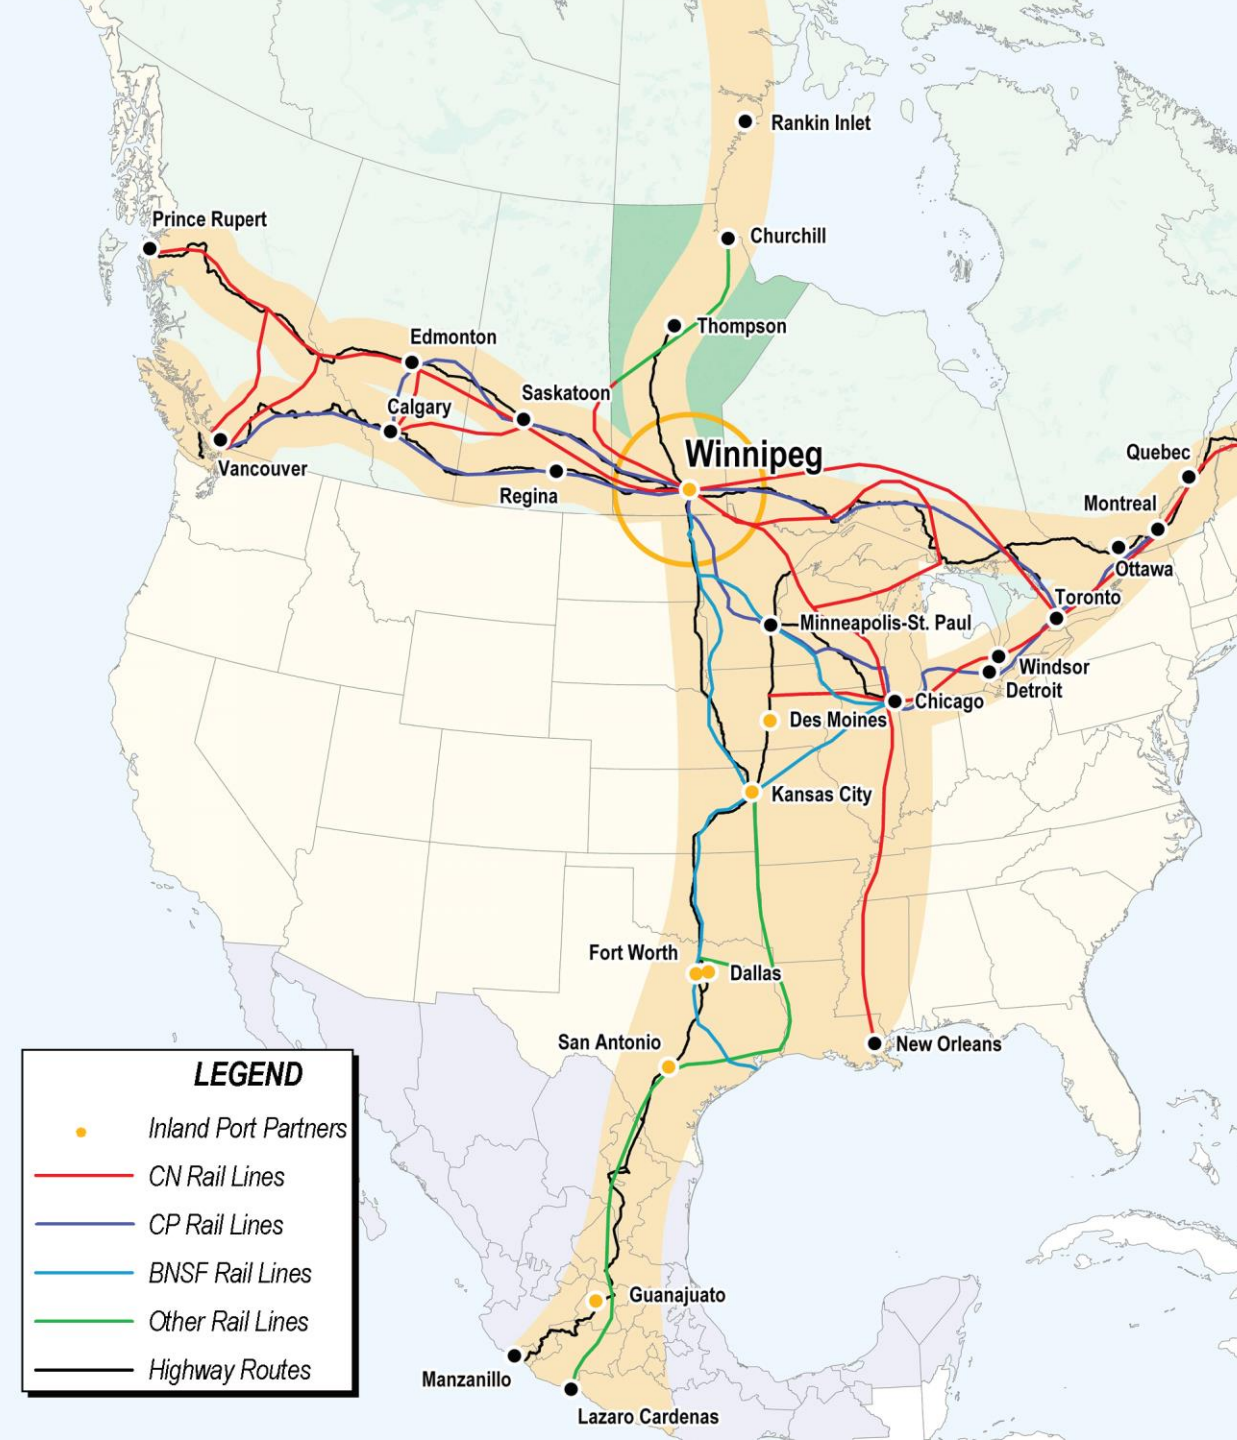 Rankin Inlet
Prince Rupert
Churchill
Thompson
Edmonton
Saskatoon
Calgary
Winnipeg
Quebec
Vancouver
Regina
Montreal
Ottawa
Toronto
Minneapolis-St. Paul
Windsor
Detroit
Chicago
Des Moines
Kansas City
Fort Worth
Dallas
San Antonio
New Orleans
LEGEND
Inland Port Partners
CN Rail Lines
CP Rail Lines
BNSF Rail Lines
Other Rail Lines
Highway Routes
Guanajuato
Manzanillo
Lazaro Cardenas